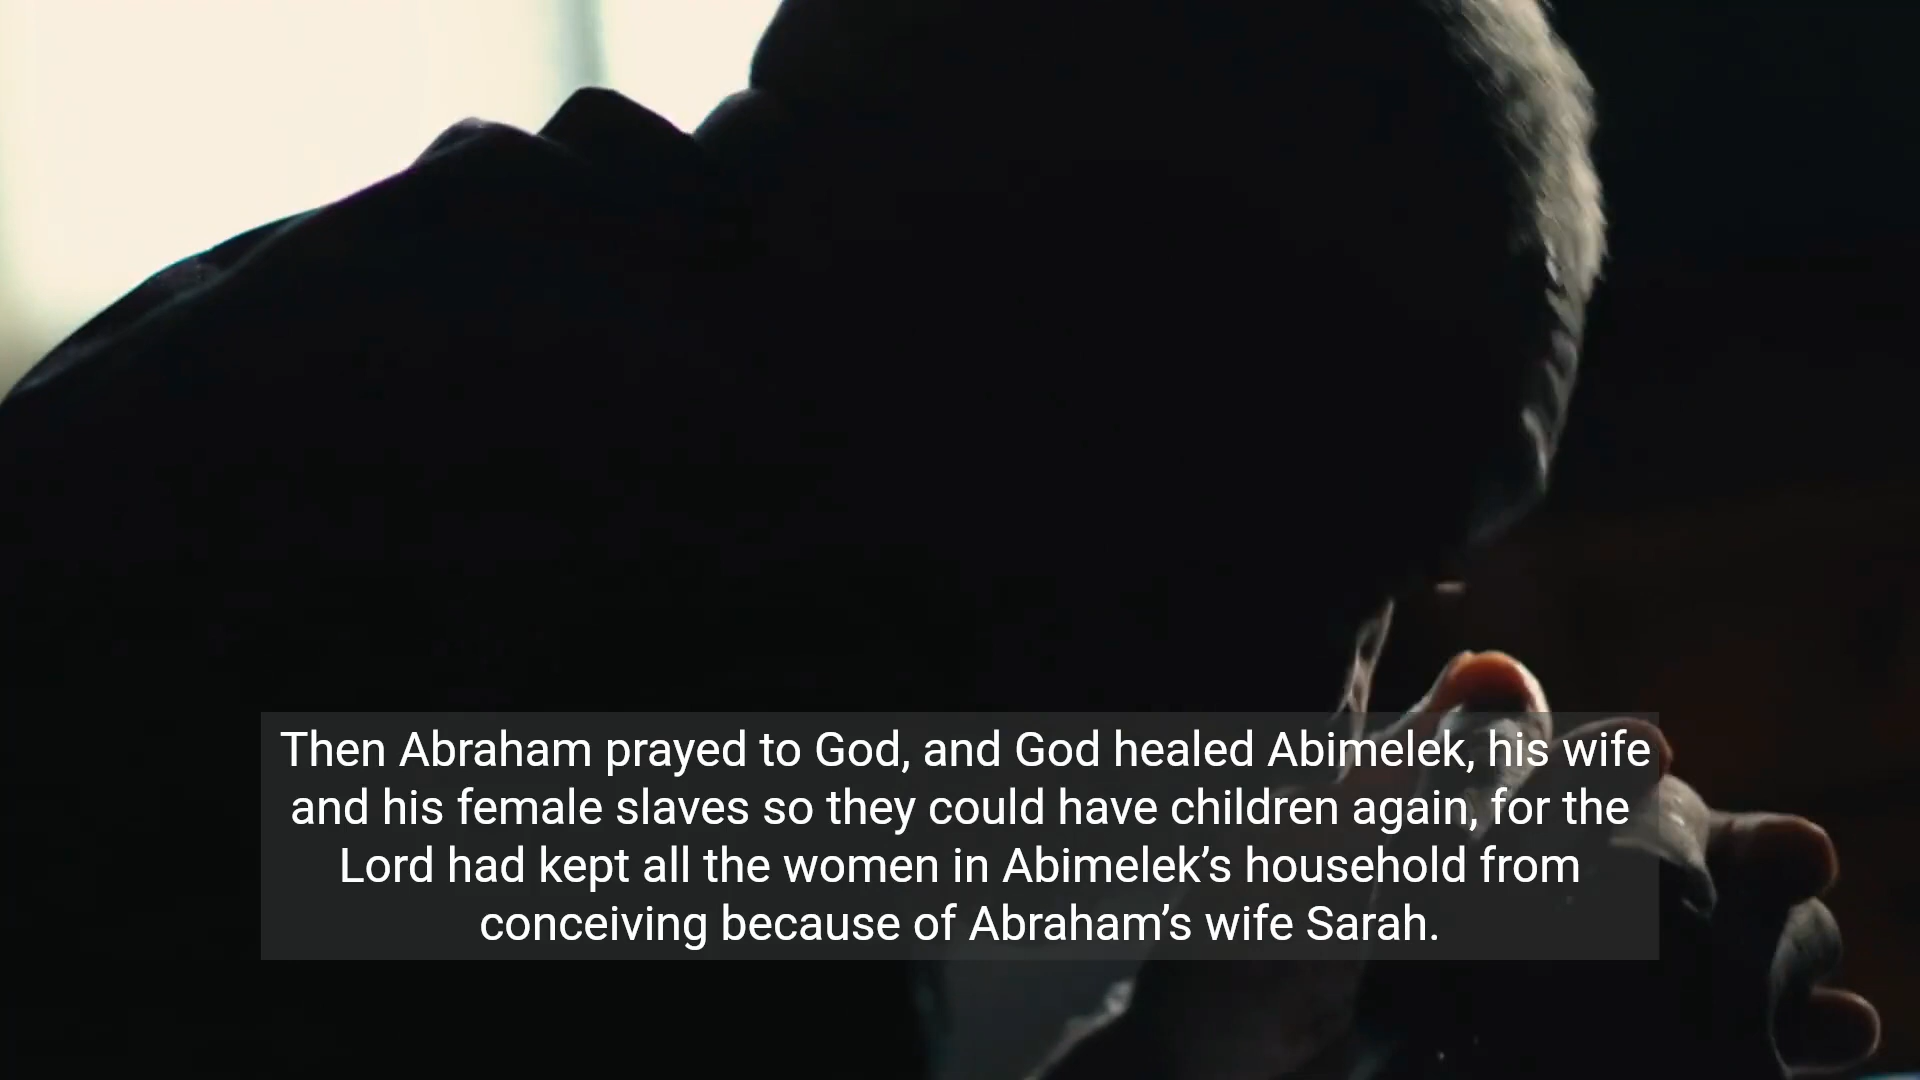 Then Abraham prayed to God, and God healed Abimelek, his wife
and his female slaves so they could have children again, for the
Lord had kept all the women in Abimelek’s household from
conceiving because of Abraham’s wife Sarah.